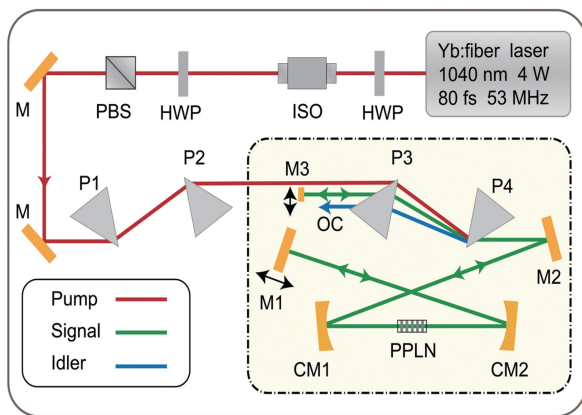 Yb:fiber laser
1040 nm 4 W
80 fs 53 MHz
M
PBS
HWP
ISO
HWP
P1
P2
M3
P3
P4
OC
M
M1
M2
Pump
Signal
Idler
PPLN
CM1
CM2